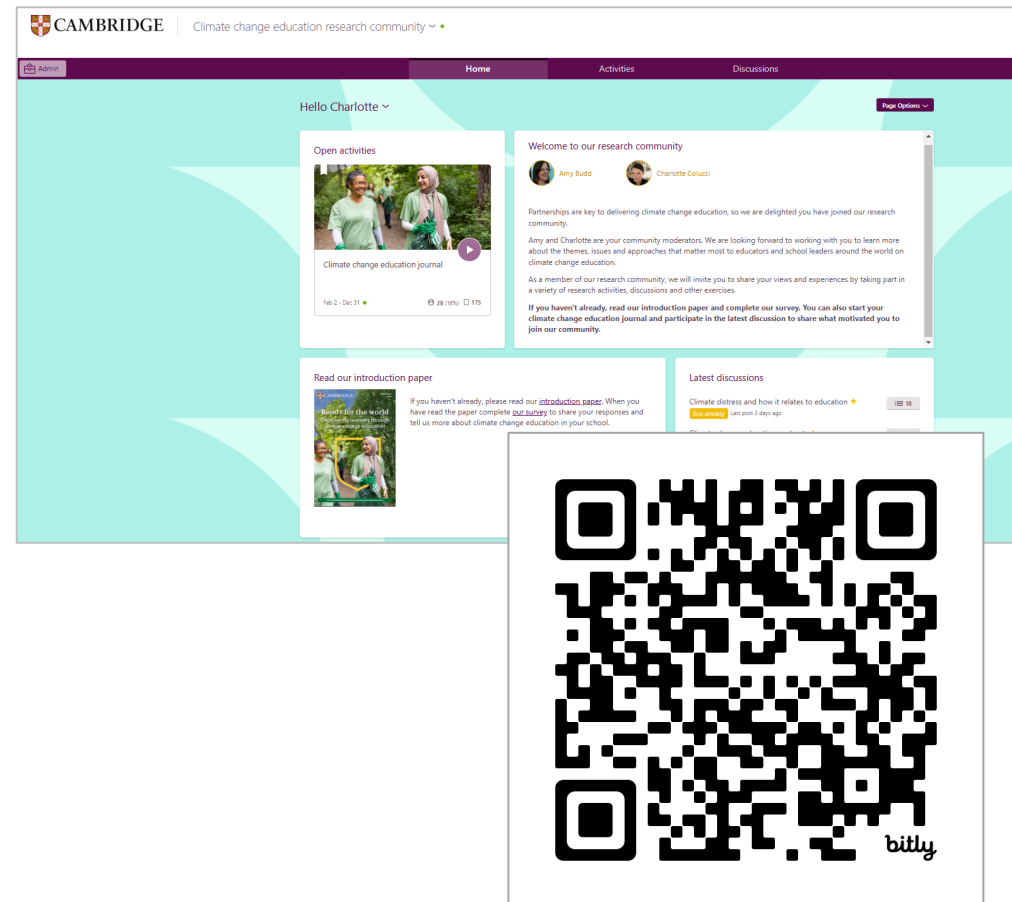 CAMBRIDGE
Climate change education research community
Admin
Home
Activities
Discussions
Hello Charlotte
Page Options
Open activities
Climate change education journal
Feb 2 - Dec 31
28 (16%) 175
Welcome to our research community
Amy Budd
Charlotte Colucci
Partnerships are key to delivering climate change education, so we are delighted you have joined our research
community.
Amy and Charlotte are your community moderators. We are looking forward to working with you to learn more
about the themes, issues and approaches that matter most to educators and school leaders around the world on
climate change education.
As a member of our research community, we will invite you to share your views and experiences by taking part in
a variety of research activities, discussions and other exercises.
If you haven't already, read our introduction paper and complete our survey. You can also start your
climate change education journal and participate in the latest discussion to share what motivated you to
join our community.
Read our introduction paper
CAMBRIDGE
Ready for the world
Empowering learners through
climate change education
If you haven't already, please read our introduction paper. When you
have read the paper complete our survey to share your responses and
tell us more about climate change education in your school.
Latest discussions
Climate distress and how it relates to education
18
Eco-anxiety Last post 3 days ago
bitly